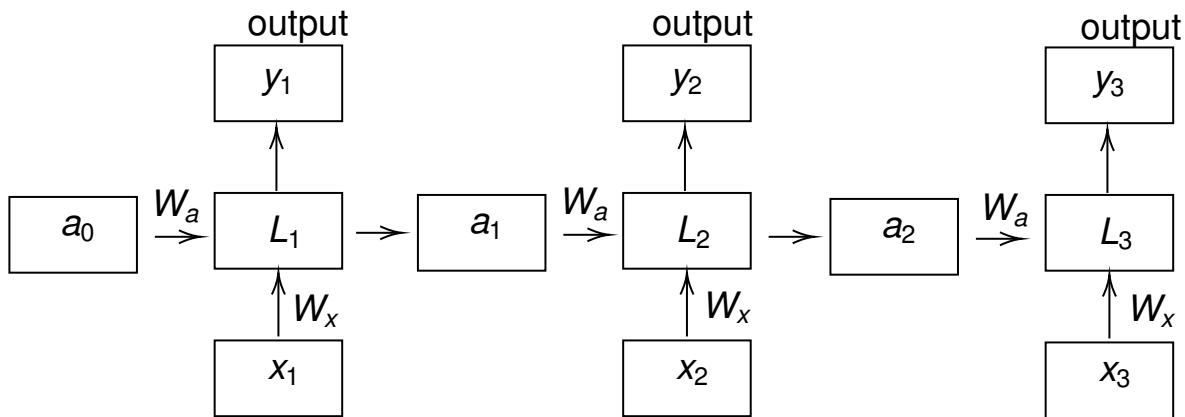 output output output
y₁ y₂ y₃
a₀ Wₐ L₁ a₁ Wₐ L₂ a₂ Wₐ L₃
Wₓ Wₓ Wₓ
x₁ x₂ x₃